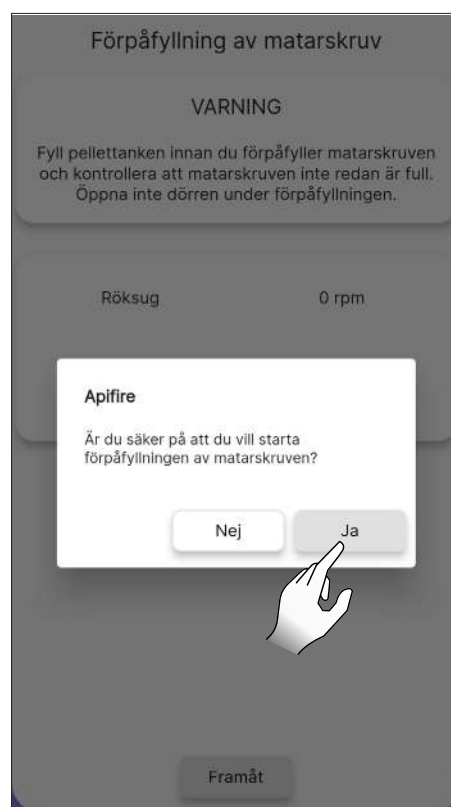 Förpåfyllning av matarskruv
VARNING
Fyll pellettanken innan du förpåfyller matarskruven
och kontrollera att matarskruven inte redan är full.
Öppna inte dörren under förpåfyllningen.
Röksug 0 rpm
Apifire
Är du säker på att du vill starta
förpåfyllningen av matarskruven?
Nej Ja
Framåt